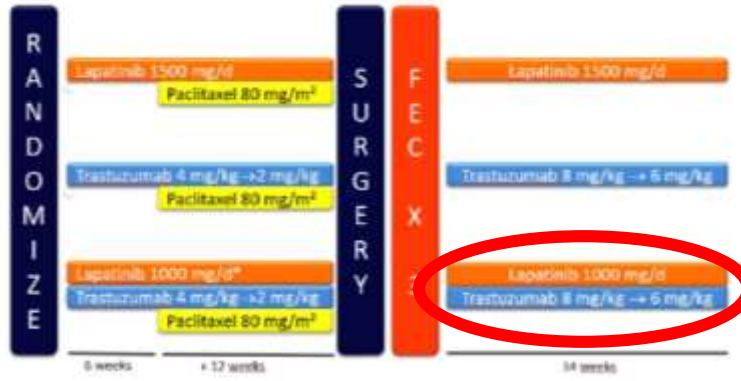 RANDOMIZE
Lapatinib 1500 mg/d
Paclitaxel 80 mg/m²
Trastuzumab 4 mg/kg →2 mg/kg
Paclitaxel 80 mg/m²
Lapatinib 1000 mg/d*
Trastuzumab 4 mg/kg →2 mg/kg
Paclitaxel 80 mg/m²
6 weeks
+ 12 weeks
SURGERY
FEC X 3
Lapatinib 1500 mg/d
Trastuzumab 8 mg/kg → 6 mg/kg
Lapatinib 1000 mg/d
Trastuzumab 8 mg/kg → 6 mg/kg
34 weeks